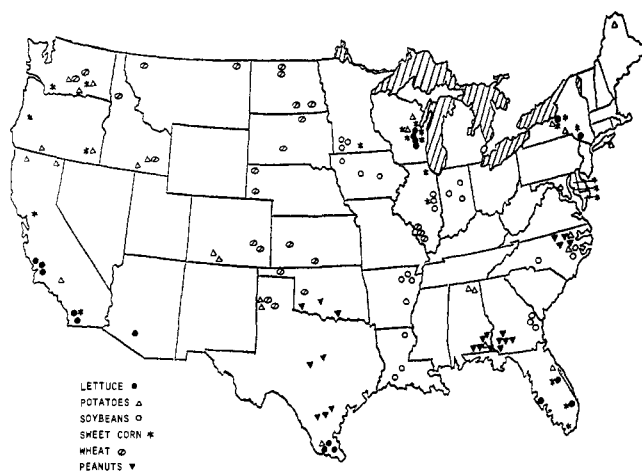 LETTUCE ●
POTATOES △
SOYBEANS ○
SWEET CORN *
WHEAT ⊘
PEANUTS ▼